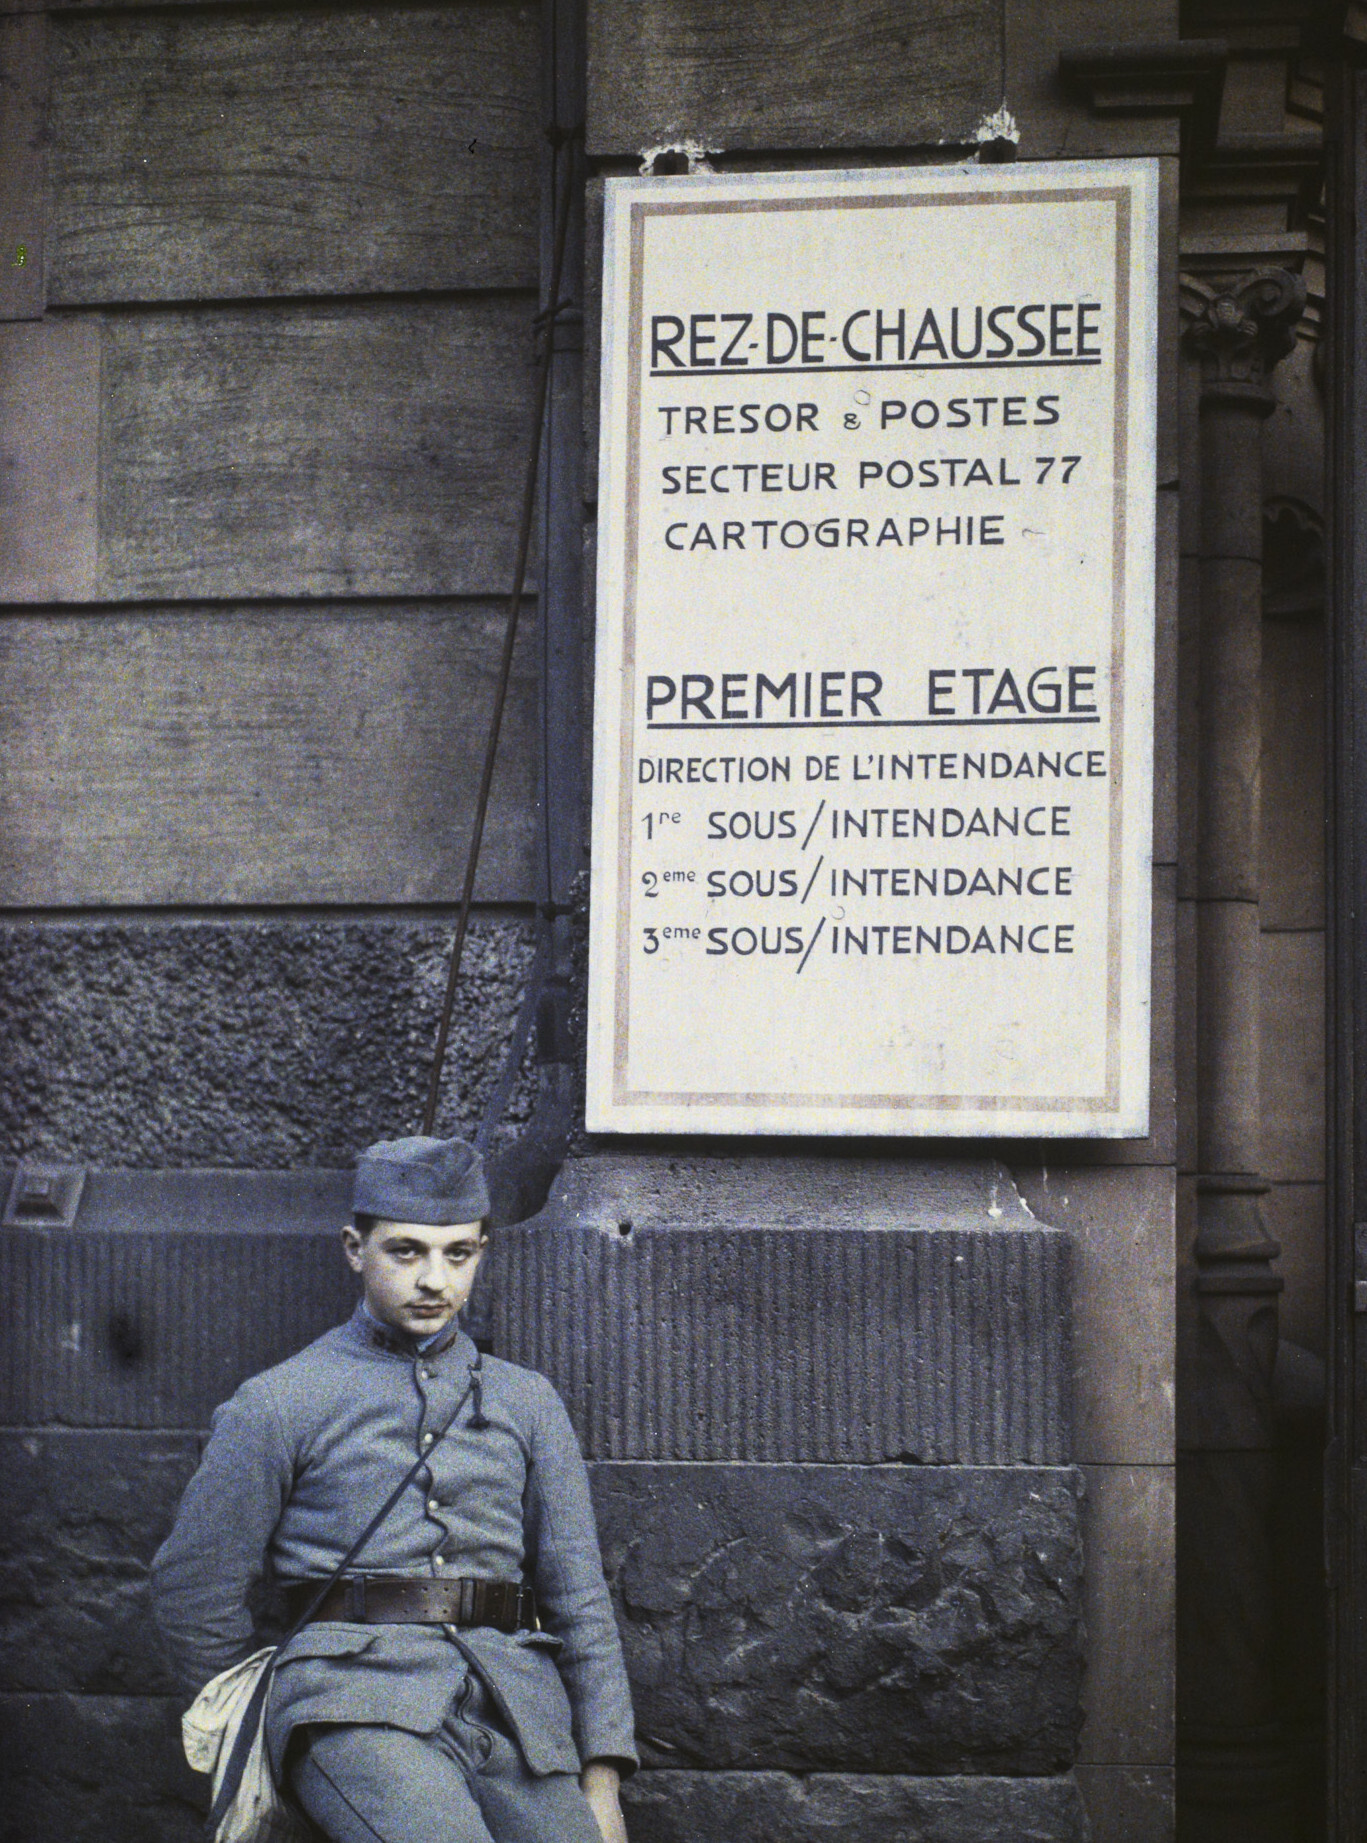 REZ-DE-CHAUSSEE
TRESOR & POSTES
SECTEUR POSTAL 77
CARTOGRAPHIE
PREMIER ETAGE
DIRECTION DE L'INTENDANCE
1re SOUS/INTENDANCE
2eme SOUS/INTENDANCE
3eme SOUS/INTENDANCE